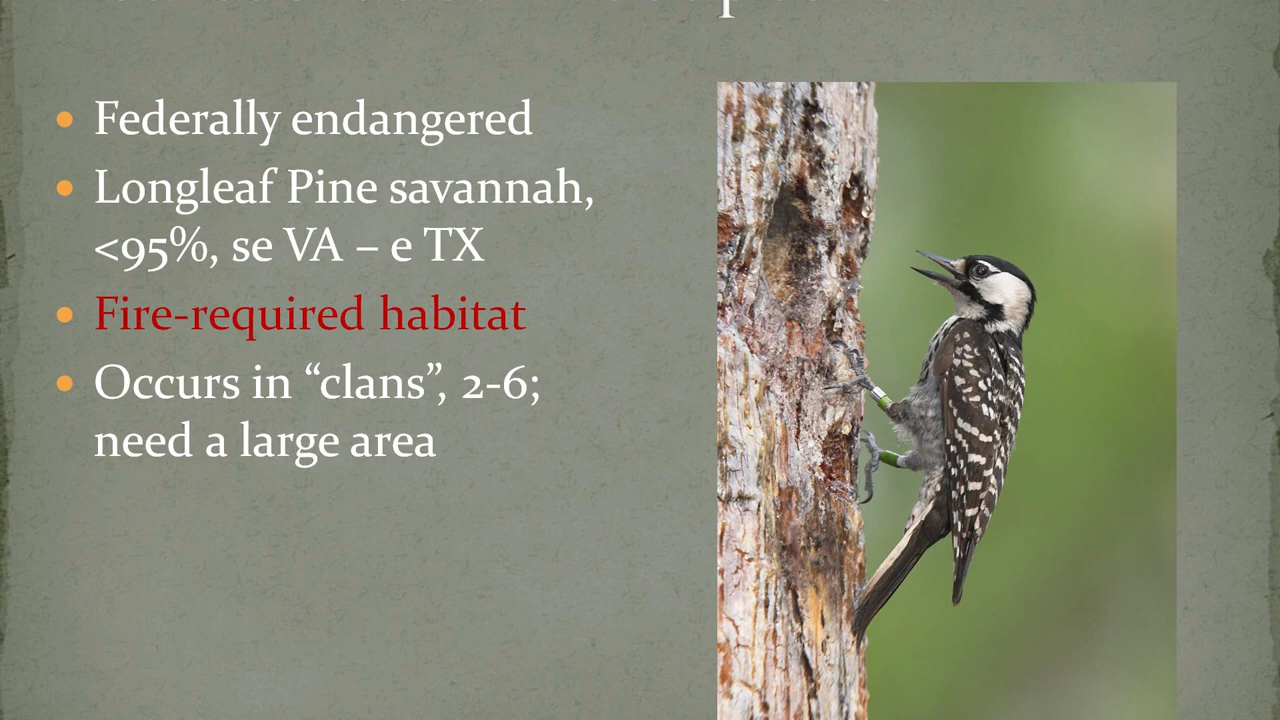 Federally endangered
Longleaf Pine savannah,
<95%, se VA – e TX
Fire-required habitat
Occurs in “clans”, 2-6;
need a large area